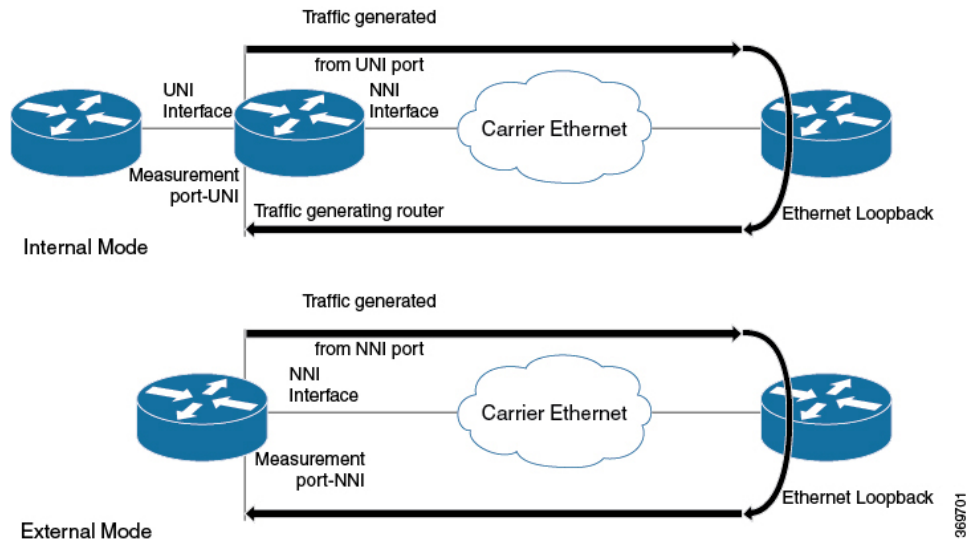 Traffic generated
from UNI port
UNI
Interface
NNI
Interface
Carrier Ethernet
Measurement
port-UNI
Traffic generating router
Ethernet Loopback
Internal Mode
Traffic generated
from NNI port
NNI
Interface
Carrier Ethernet
Measurement
port-NNI
Ethernet Loopback
External Mode
369701